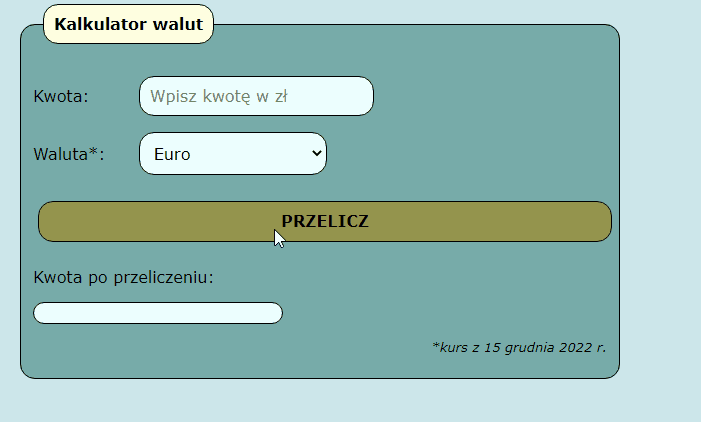 Kalkulator walut
Kwota: Wpisz kwotę w zł
Waluta*: Euro
PRZELICZ
Kwota po przeliczeniu:
*kurs z 15 grudnia 2022 r.